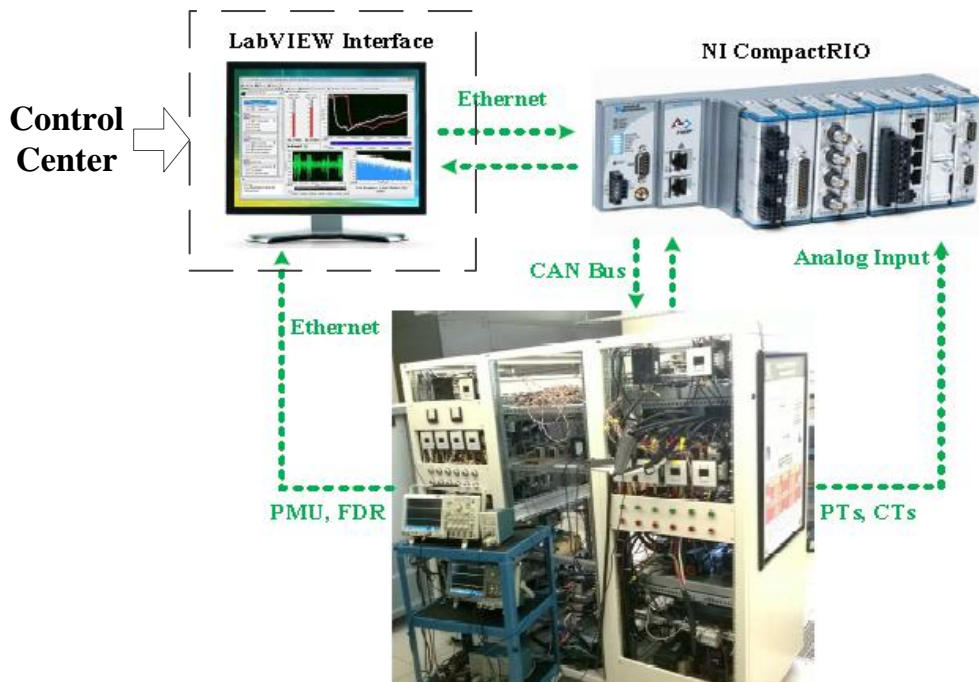 LabVIEW Interface
NI CompactRIO
Ethernet
Control
Center
CAN Bus
Analog Input
Ethernet
PMU, FDR
PTs, CTs